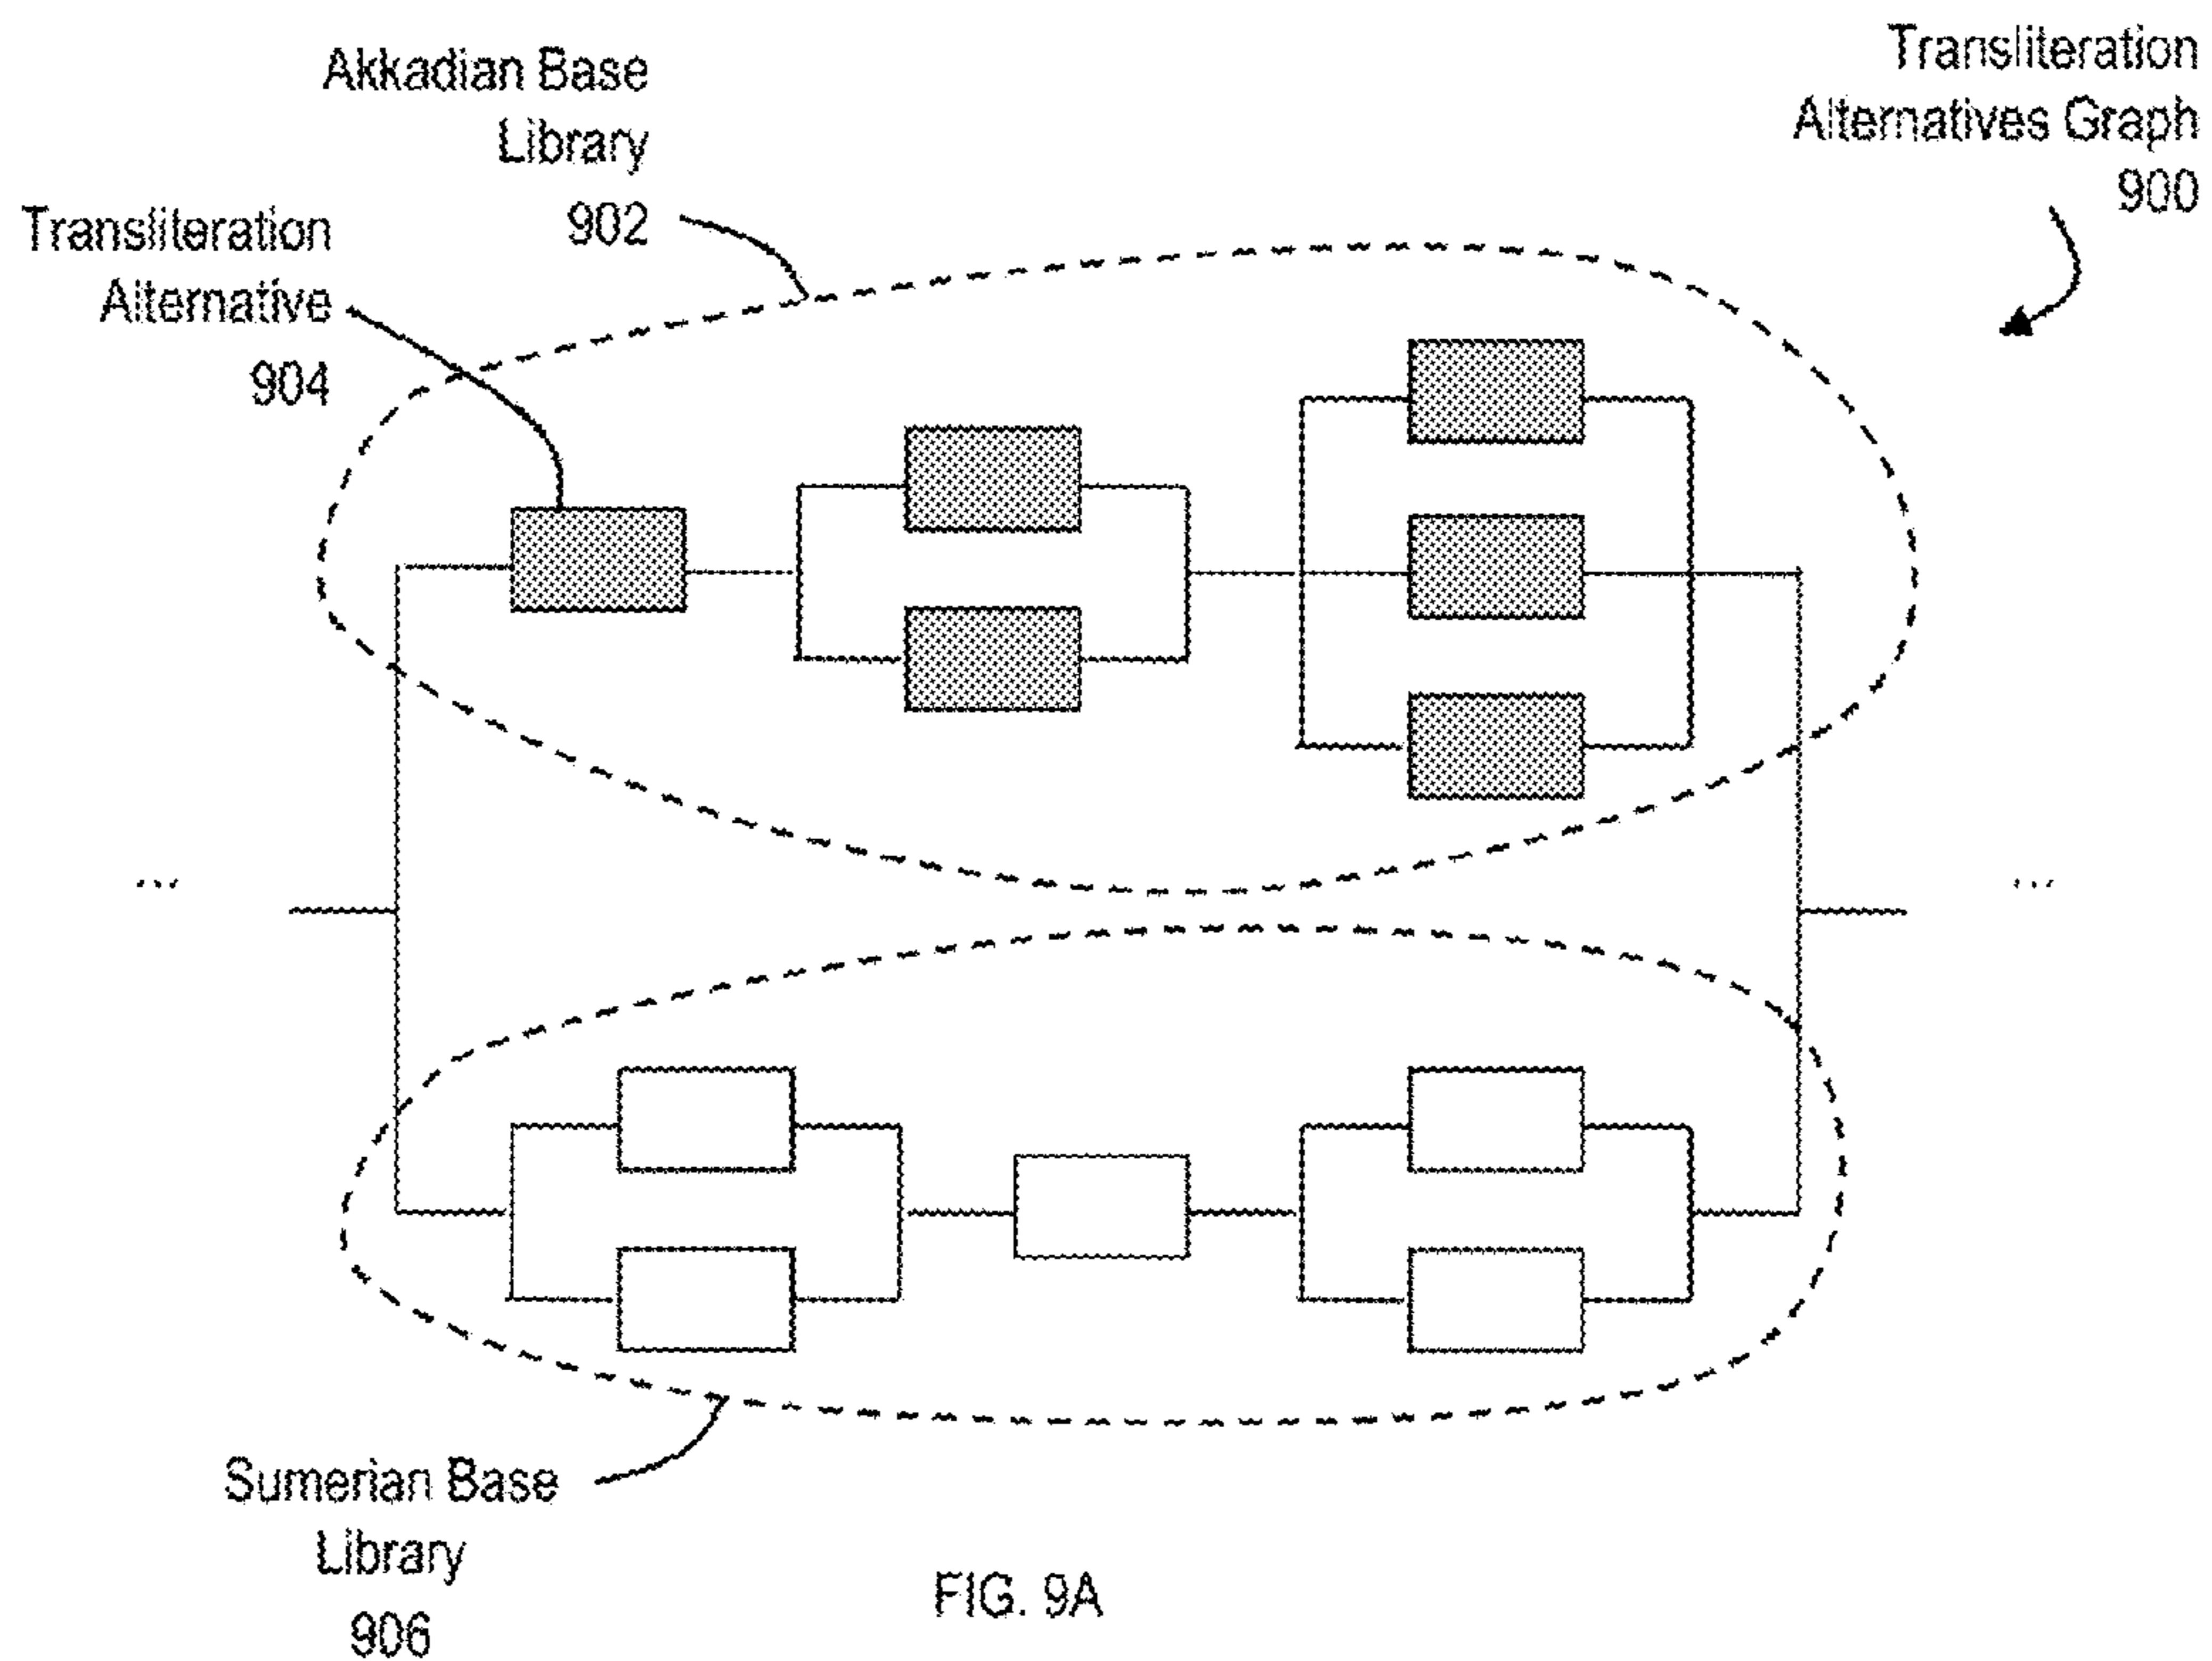 Transliteration
Alternatives Graph
900
Akkadian Base
Library
902
Transliteration
Alternative
904
...
...
Sumerian Base
Library
906
FIG. 9A